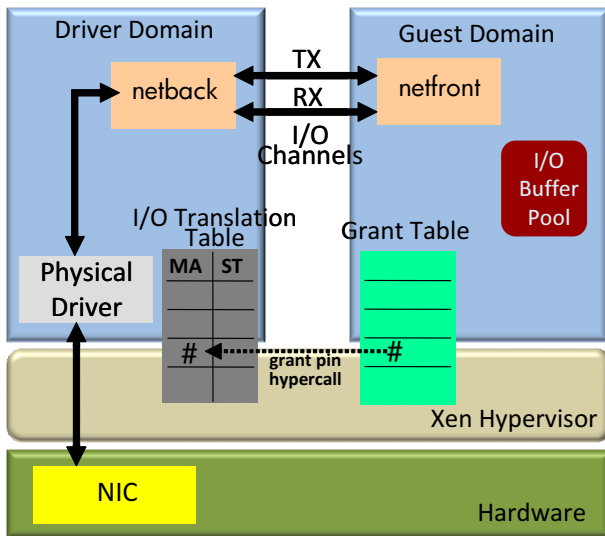 Driver Domain
Guest Domain
TX
netback
netfront
RX
I/O
Channels
I/O
Buffer
Pool
I/O Translation
Table
Grant Table
MA
ST
Physical
Driver
#
#
grant pin
hypercall
Xen Hypervisor
NIC
Hardware